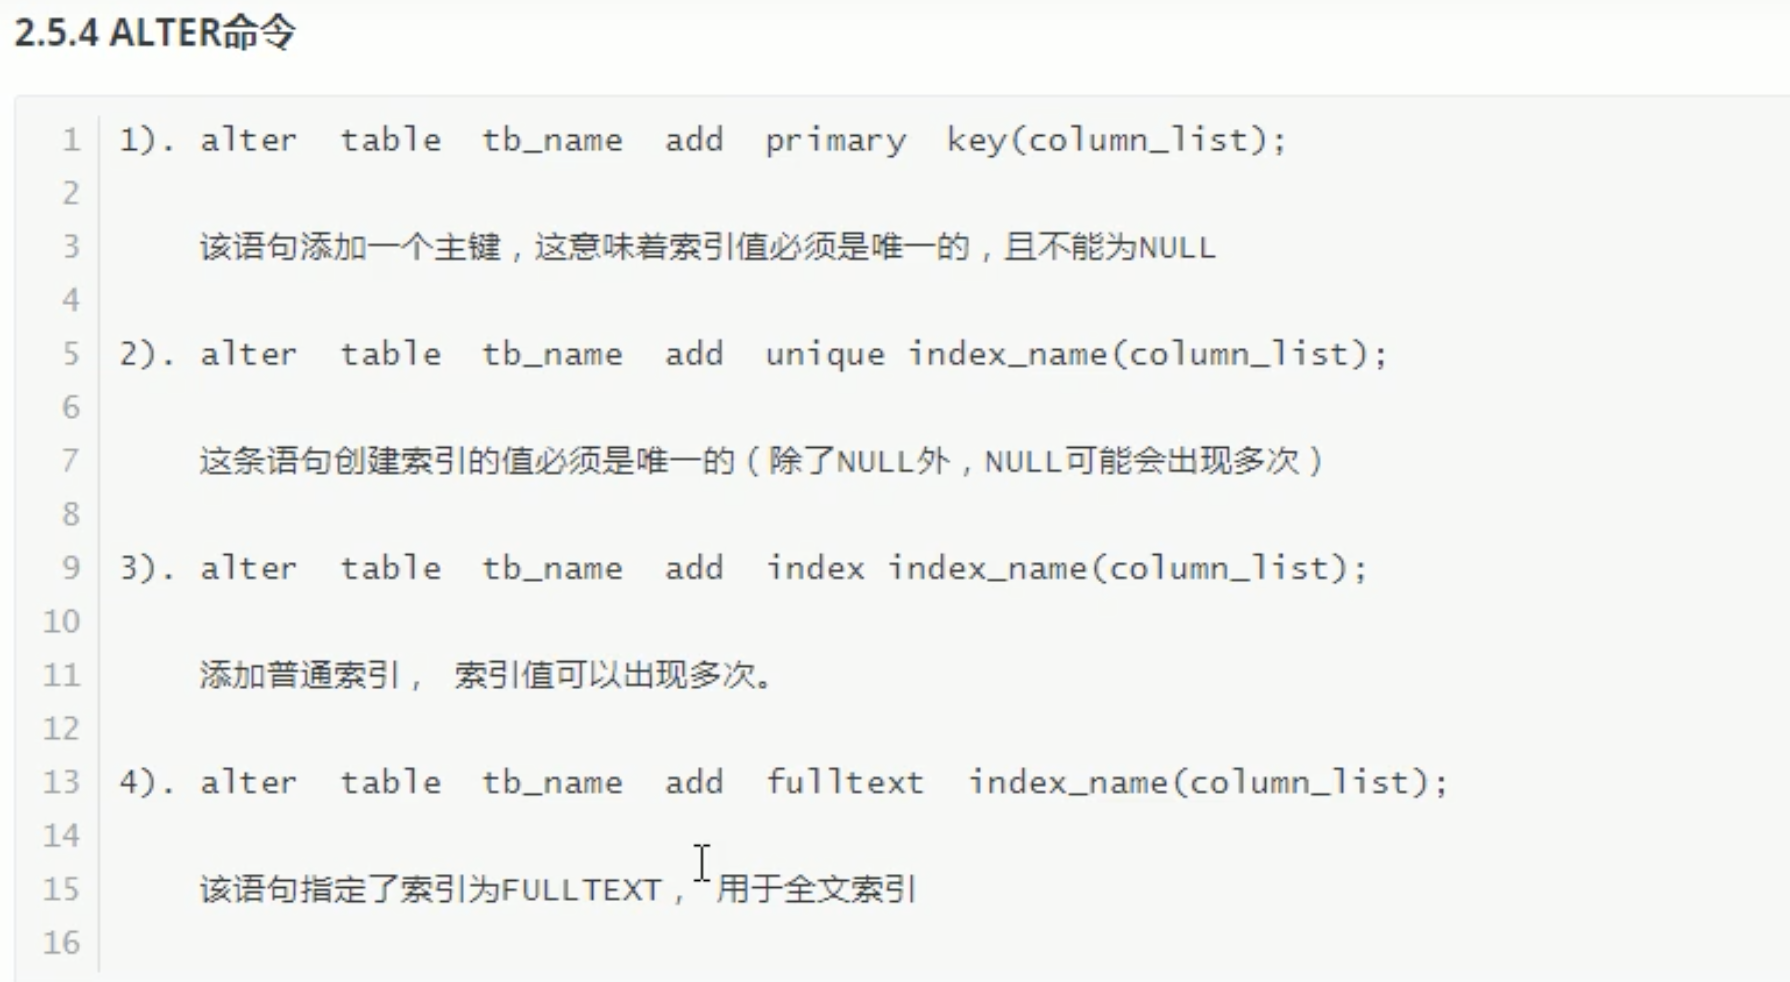 2.5.4 ALTER命令
1 1). alter table tb_name add primary key(column_list);
2
3 该语句添加一个主键，这意味着索引值必须是唯一的，且不能为NULL
4
5 2). alter table tb_name add unique index_name(column_list);
6
7 这条语句创建索引的值必须是唯一的（除了NULL外，NULL可能会出现多次）
8
9 3). alter table tb_name add index index_name(column_list);
10
11 添加普通索引， 索引值可以出现多次。
12
13 4). alter table tb_name add fulltext index_name(column_list);
14
15 该语句指定了索引为FULLTEXT， 用于全文索引
16